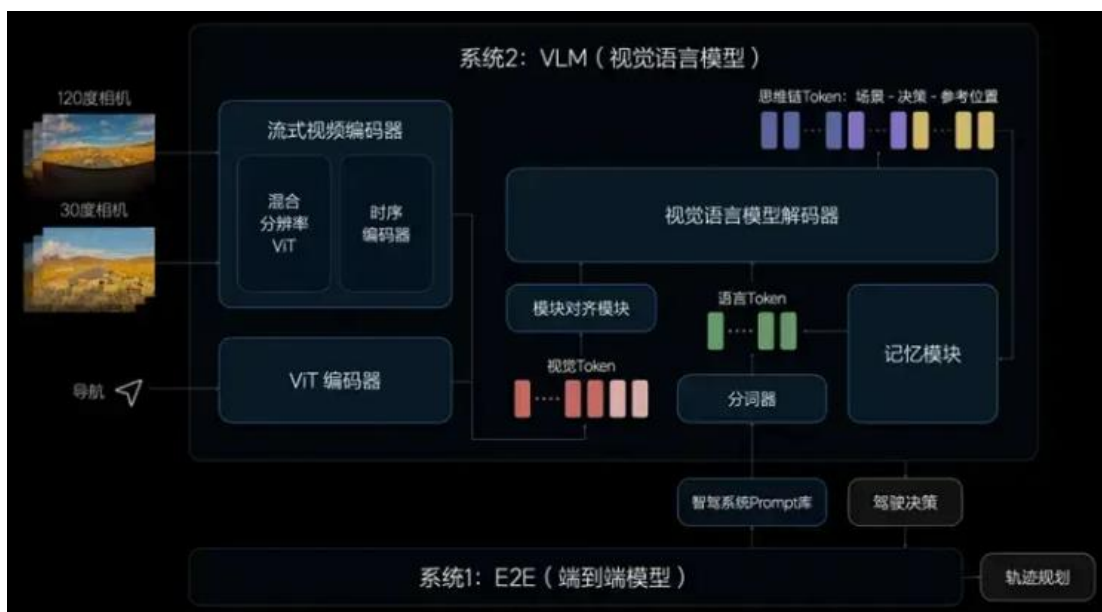 系统2：VLM（视觉语言模型）
120度相机
30度相机
导航
流式视频编码器
混合
分辨率
ViT
时序
编码器
ViT 编码器
思维链Token：场景 - 决策 - 参考位置
视觉语言模型解码器
模块对齐模块
视觉Token
语言Token
分词器
记忆模块
智驾系统Prompt库
驾驶决策
系统1：E2E（端到端模型）
轨迹规划